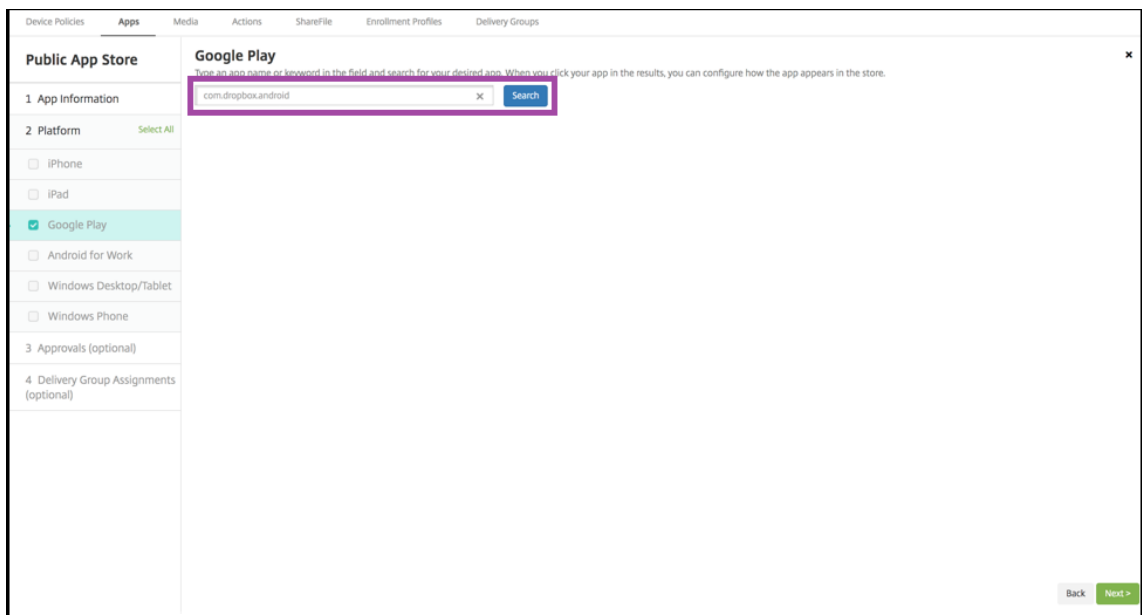 Device Policies Apps Media Actions ShareFile Enrollment Profiles Delivery Groups
Public App Store
1 App Information
2 Platform Select All
iPhone
iPad
Google Play
Android for Work
Windows Desktop/Tablet
Windows Phone
3 Approvals (optional)
4 Delivery Group Assignments
(optional)
Google Play
Type an app name or keyword in the field and search for your desired app. When you click your app in the results, you can configure how the app appears in the store.
com.dropbox.android
Search
Back Next >